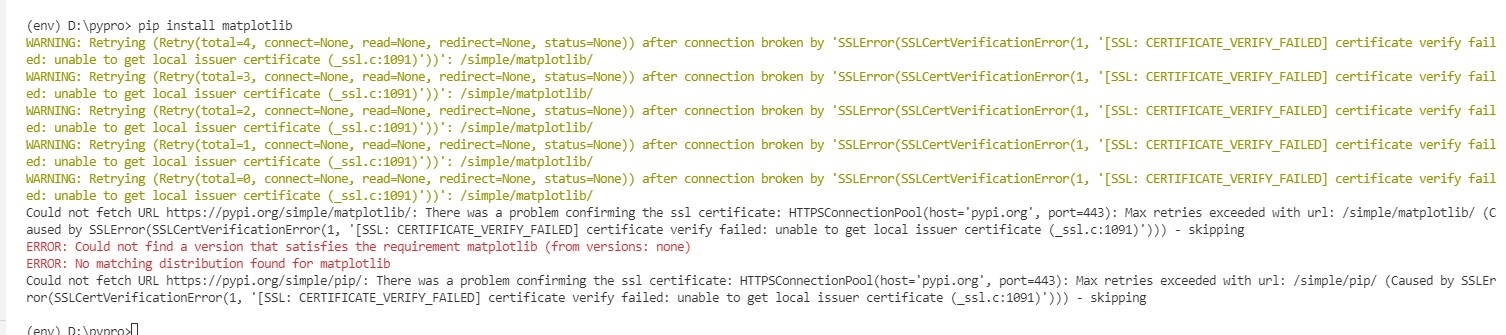 (env) D:\pypro> pip install matplotlib
WARNING: Retrying (Retry(total=4, connect=None, read=None, redirect=None, status=None)) after connection broken by 'SSLError(SSLCertVerificationError(1, '[SSL: CERTIFICATE_VERIFY_FAILED] certificate verify fail
ed: unable to get local issuer certificate (_ssl.c:1091)'))': /simple/matplotlib/
WARNING: Retrying (Retry(total=3, connect=None, read=None, redirect=None, status=None)) after connection broken by 'SSLError(SSLCertVerificationError(1, '[SSL: CERTIFICATE_VERIFY_FAILED] certificate verify fail
ed: unable to get local issuer certificate (_ssl.c:1091)'))': /simple/matplotlib/
WARNING: Retrying (Retry(total=2, connect=None, read=None, redirect=None, status=None)) after connection broken by 'SSLError(SSLCertVerificationError(1, '[SSL: CERTIFICATE_VERIFY_FAILED] certificate verify fail
ed: unable to get local issuer certificate (_ssl.c:1091)'))': /simple/matplotlib/
WARNING: Retrying (Retry(total=1, connect=None, read=None, redirect=None, status=None)) after connection broken by 'SSLError(SSLCertVerificationError(1, '[SSL: CERTIFICATE_VERIFY_FAILED] certificate verify fail
ed: unable to get local issuer certificate (_ssl.c:1091)'))': /simple/matplotlib/
WARNING: Retrying (Retry(total=0, connect=None, read=None, redirect=None, status=None)) after connection broken by 'SSLError(SSLCertVerificationError(1, '[SSL: CERTIFICATE_VERIFY_FAILED] certificate verify fail
ed: unable to get local issuer certificate (_ssl.c:1091)'))': /simple/matplotlib/
Could not fetch URL https://pypi.org/simple/matplotlib/: There was a problem confirming the ssl certificate: HTTPSConnectionPool(host='pypi.org', port=443): Max retries exceeded with url: /simple/matplotlib/ (C
aused by SSLError(SSLCertVerificationError(1, '[SSL: CERTIFICATE_VERIFY_FAILED] certificate verify failed: unable to get local issuer certificate (_ssl.c:1091)'))) - skipping
ERROR: Could not find a version that satisfies the requirement matplotlib (from versions: none)
ERROR: No matching distribution found for matplotlib
Could not fetch URL https://pypi.org/simple/pip/: There was a problem confirming the ssl certificate: HTTPSConnectionPool(host='pypi.org', port=443): Max retries exceeded with url: /simple/pip/ (Caused by SSLEr
ror(SSLCertVerificationError(1, '[SSL: CERTIFICATE_VERIFY_FAILED] certificate verify failed: unable to get local issuer certificate (_ssl.c:1091)'))) - skipping
(env) D:\pypro>